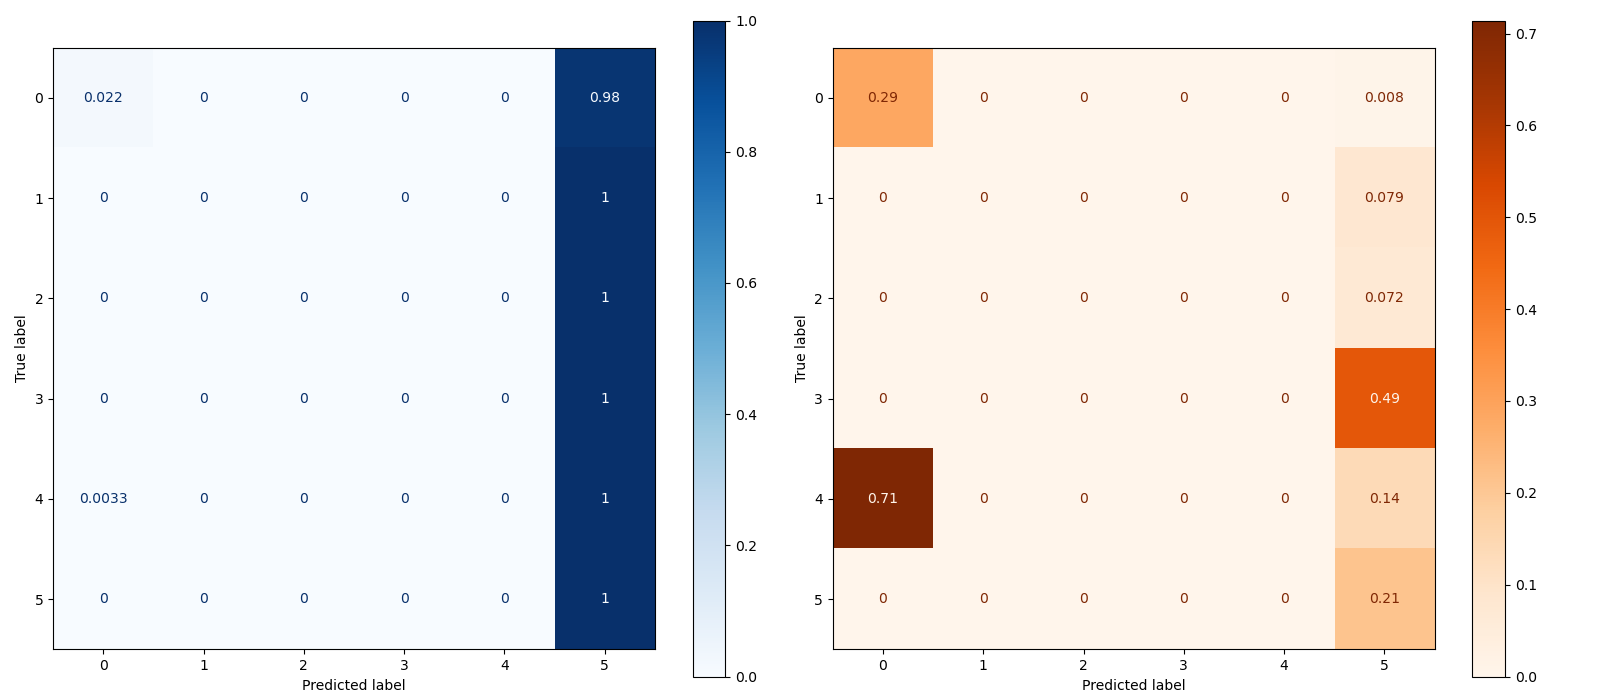 0 0.022 0 0 0 0 0.98
1 0 0 0 0 0 1
2 0 0 0 0 0 1
3 0 0 0 0 0 1
4 0.0033 0 0 0 0 1
5 0 0 0 0 0 1
0 1 2 3 4 5
True label
Predicted label
1.0
0.8
0.6
0.4
0.2
0.0
0 0.29 0 0 0 0 0.008
1 0 0 0 0 0 0.079
2 0 0 0 0 0 0.072
3 0 0 0 0 0 0.49
4 0.71 0 0 0 0 0.14
5 0 0 0 0 0 0.21
0 1 2 3 4 5
True label
Predicted label
0.7
0.6
0.5
0.4
0.3
0.2
0.1
0.0